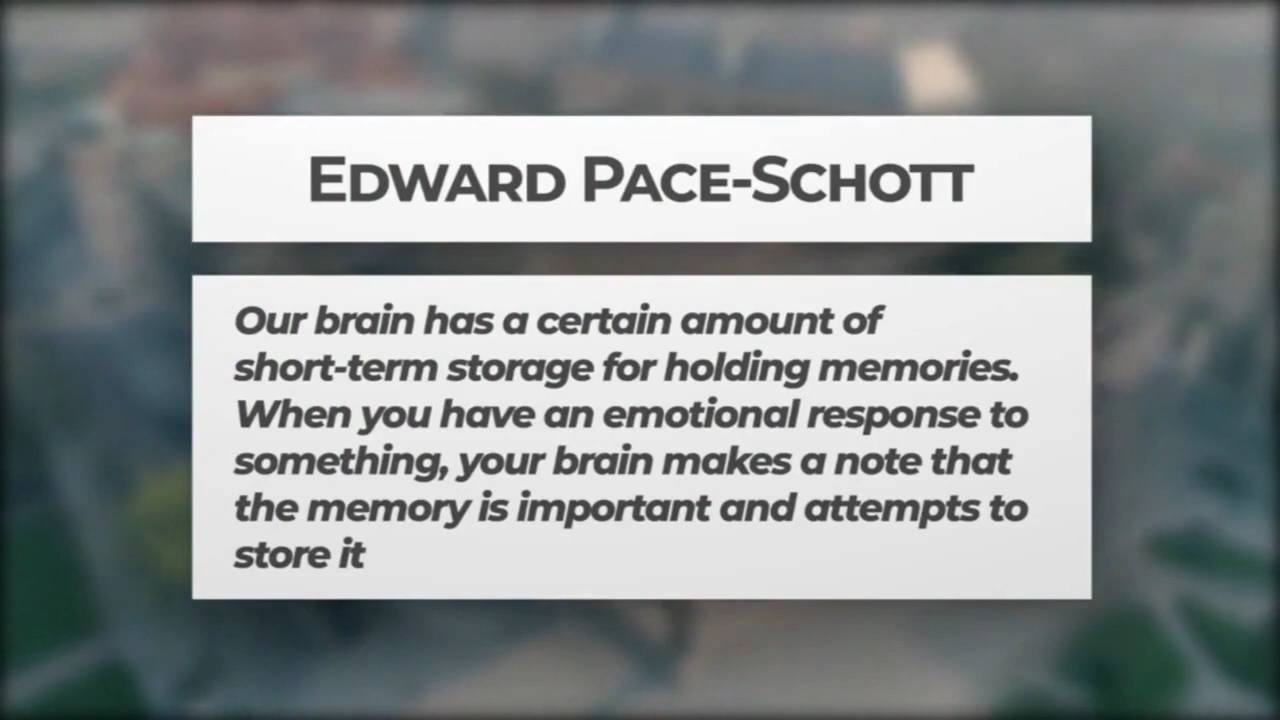 EDWARD PACE-SCHOTT
Our brain has a certain amount of
short-term storage for holding memories.
When you have an emotional response to
something, your brain makes a note that
the memory is important and attempts to
store it